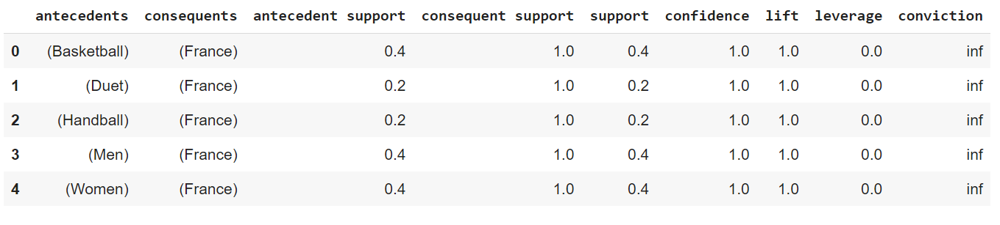 antecedents consequents antecedent support consequent support support confidence lift leverage conviction
0 (Basketball) (France) 0.4 1.0 0.4 1.0 1.0 0.0 inf
1 (Duet) (France) 0.2 1.0 0.2 1.0 1.0 0.0 inf
2 (Handball) (France) 0.2 1.0 0.2 1.0 1.0 0.0 inf
3 (Men) (France) 0.4 1.0 0.4 1.0 1.0 0.0 inf
4 (Women) (France) 0.4 1.0 0.4 1.0 1.0 0.0 inf